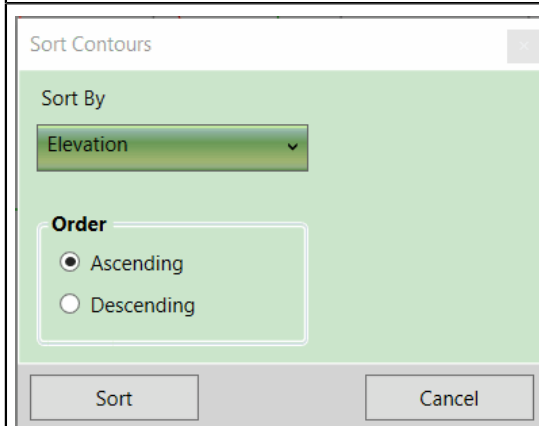 Sort Contours
Sort By
Elevation
Order
Ascending
Descending
Sort
Cancel